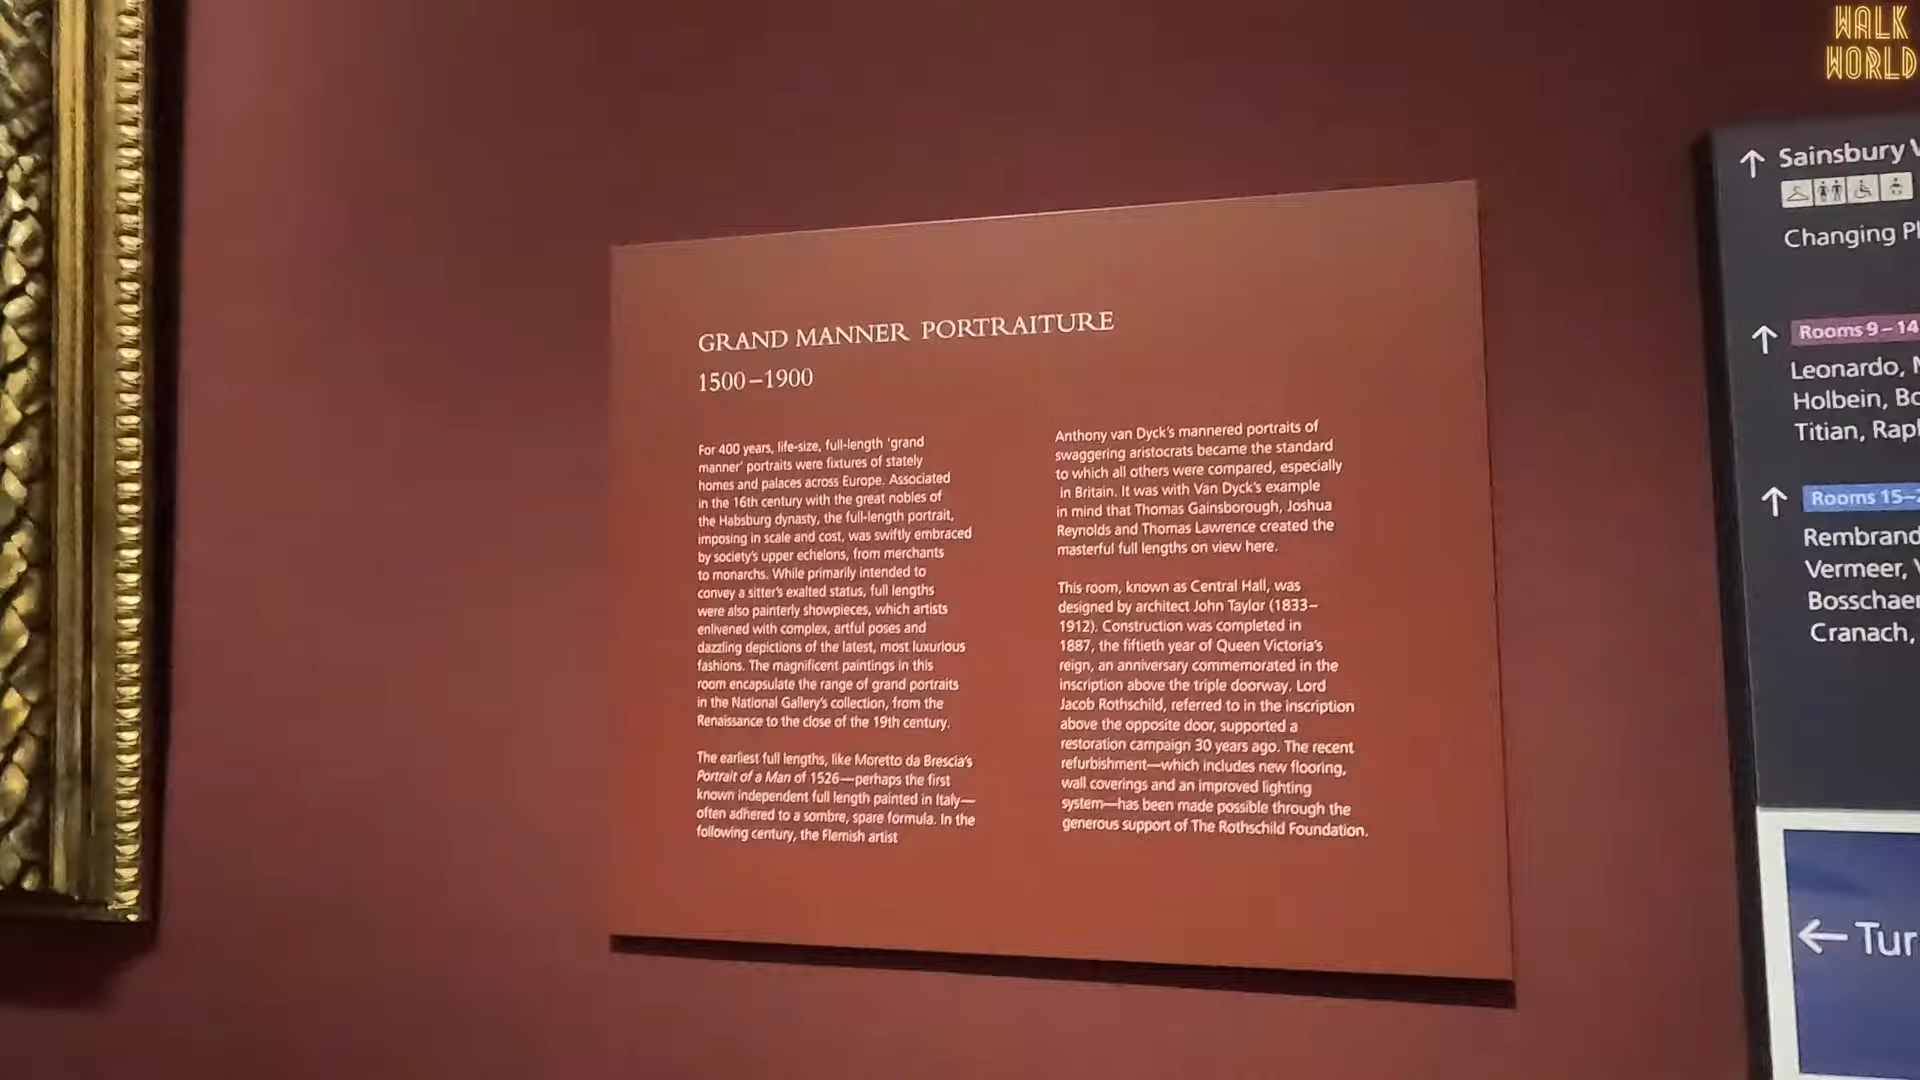 WALK
WORLD
GRAND MANNER PORTRAITURE
1500–1900
For 400 years, life-size, full-length ‘grand
manner’ portraits were fixtures of stately
homes and palaces across Europe. Associated
in the 16th century with the great nobles of
the Habsburg dynasty, the full-length portrait,
imposing in scale and cost, was swiftly embraced
by society’s upper echelons, from merchants
to monarchs. While primarily intended to
convey a sitter’s exalted status, full lengths
were also painterly showpieces, which artists
enlivened with complex, artful poses and
dazzling depictions of the latest, most luxurious
fashions. The magnificent paintings in this
room encapsulate the range of grand portraits
in the National Gallery’s collection, from the
Renaissance to the close of the 19th century.
The earliest full lengths, like Moretto da Brescia’s
Portrait of a Man of 1526—perhaps the first
known independent full length painted in Italy—
often adhered to a sombre, spare formula. In the
following century, the Flemish artist
Anthony van Dyck’s mannered portraits of
swaggering aristocrats became the standard
to which all others were compared, especially
in Britain. It was with Van Dyck’s example
in mind that Thomas Gainsborough, Joshua
Reynolds and Thomas Lawrence created the
masterful full lengths on view here.
This room, known as Central Hall, was
designed by architect John Taylor (1833–
1912). Construction was completed in
1887, the fiftieth year of Queen Victoria’s
reign, an anniversary commemorated in the
inscription above the triple doorway. Lord
Jacob Rothschild, referred to in the inscription
above the opposite door, supported a
restoration campaign 30 years ago. The recent
refurbishment—which includes new flooring,
wall coverings and an improved lighting
system—has been made possible through the
generous support of The Rothschild Foundation.
↑ Sainsbury
Changing
↑ Rooms 9–14
Leonardo,
Holbein,
Titian,
↑ Rooms 15–
Vermeer,
Cranach,
←